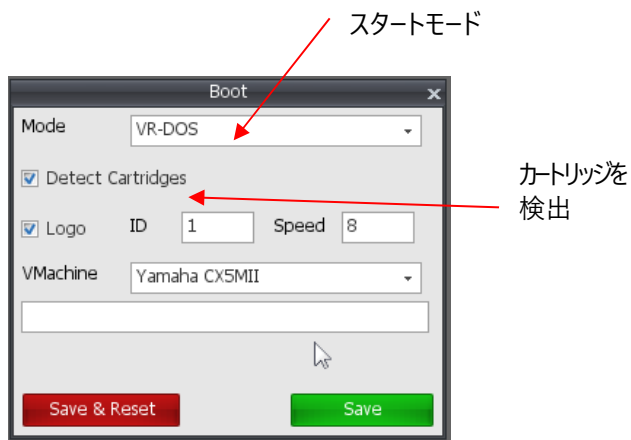 スタートモード
Boot
Mode
VR-DOS
Detect Cartridges
カートリッジを
検出
Logo
ID
1
Speed
8
VMachine
Yamaha CX5MII
Save & Reset
Save